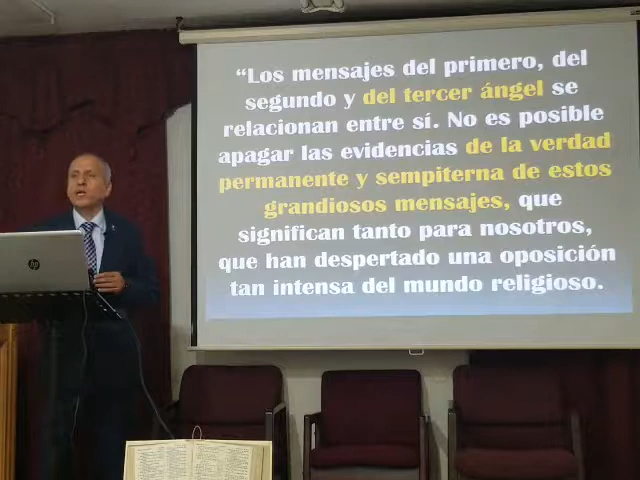 “Los mensajes del primero, del
segundo y del tercer ángel se
relacionan entre sí. No es posible
apagar las evidencias de la verdad
permanente y sempiterna de estos
grandiosos mensajes, que
significan tanto para nosotros,
que han despertado una oposición
tan intensa del mundo religioso.
hp